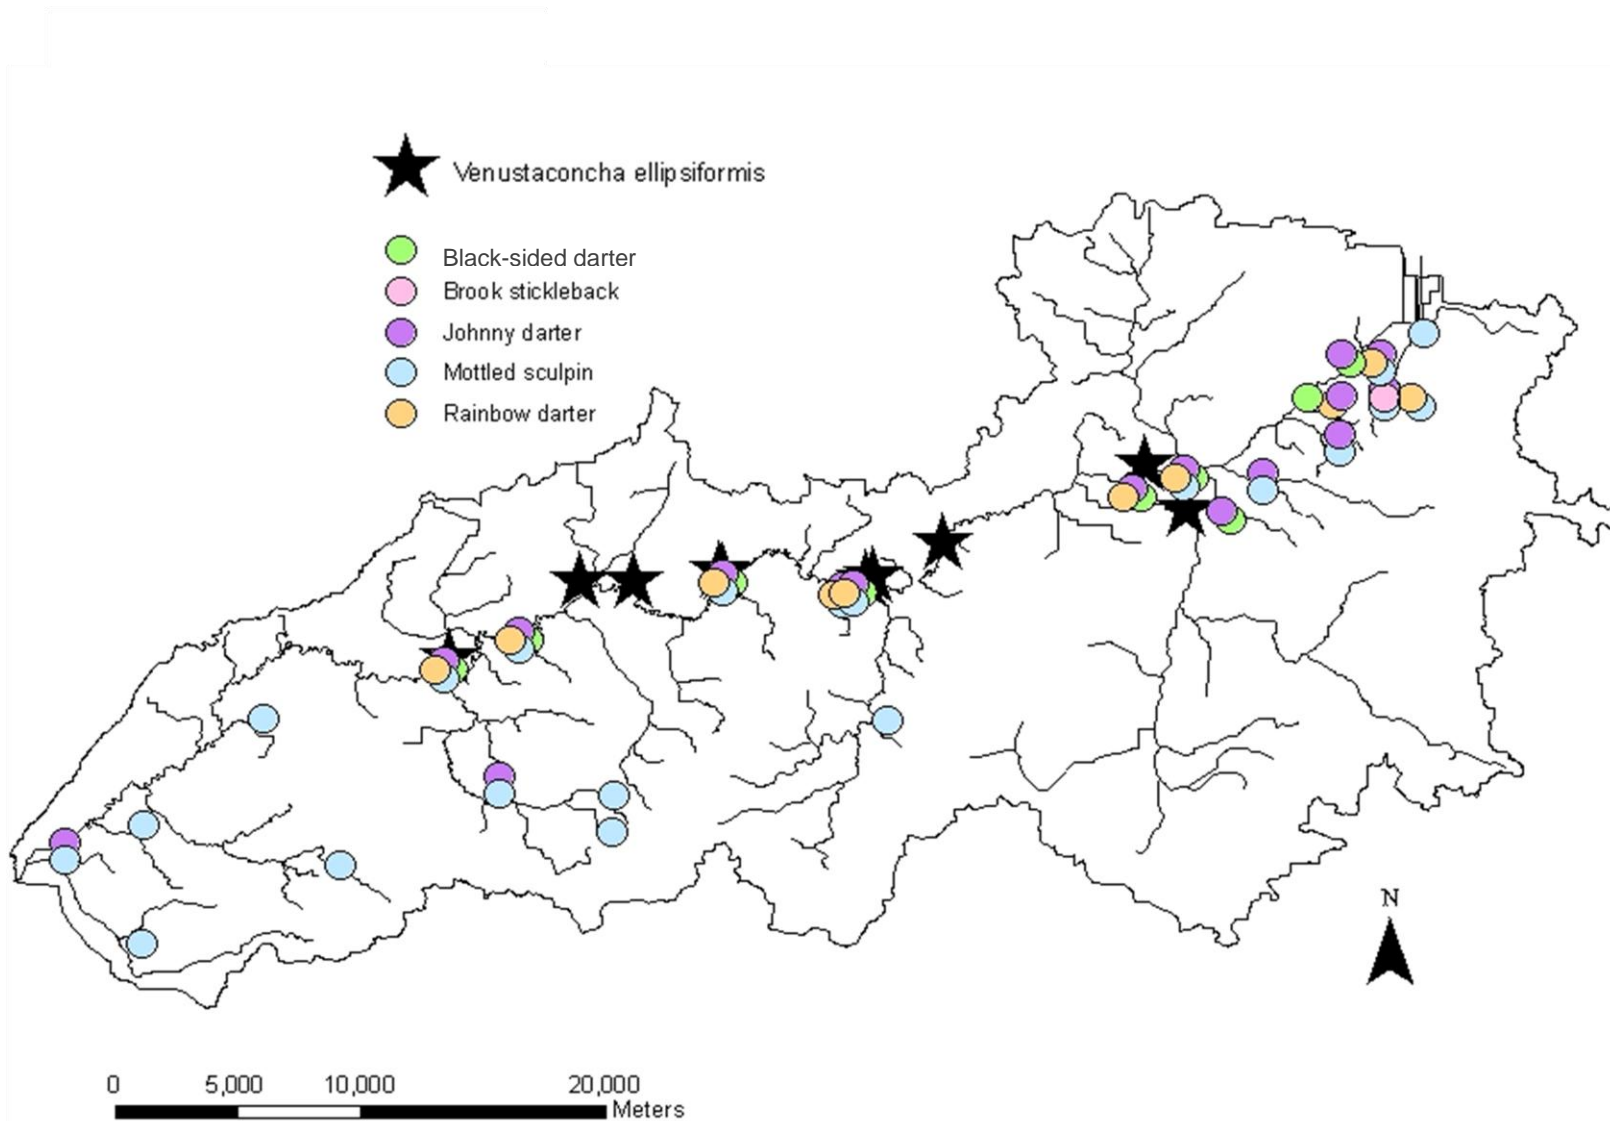 Venustaconcha ellipsiformis
Black-sided darter
Brook stickleback
Johnny darter
Mottled sculpin
Rainbow darter
N
0 5,000 10,000 20,000
Meters